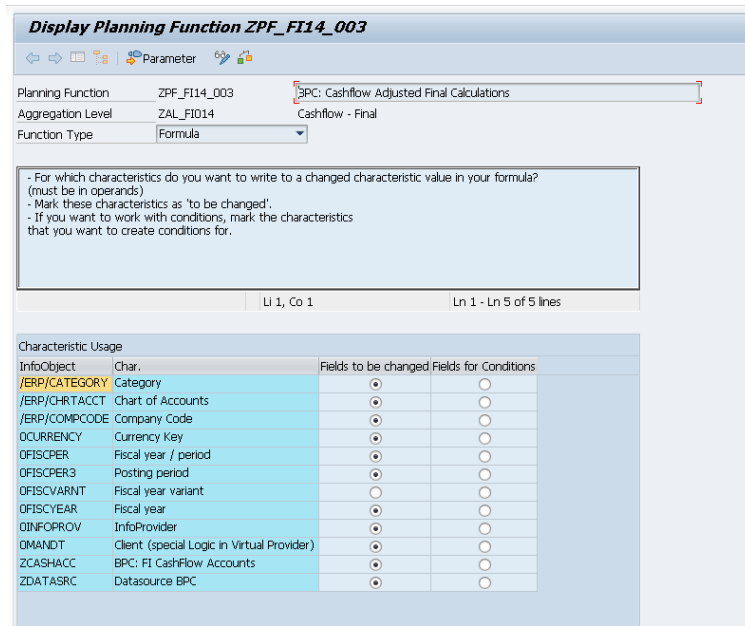 Display Planning Function ZPF_FI14_003
Parameter
Planning Function ZPF_FI14_003 BPC: Cashflow Adjusted Final Calculations
Aggregation Level ZAL_FI014 Cashflow - Final
Function Type Formula
- For which characteristics do you want to write to a changed characteristic value in your formula?
(must be in operands)
- Mark these characteristics as 'to be changed'.
- If you want to work with conditions, mark the characteristics
that you want to create conditions for.
Li 1, Co 1 Ln 1 - Ln 5 of 5 lines
Characteristic Usage
InfoObject Char. Fields to be changed Fields for Conditions
/ERP/CATEGORY Category
/ERP/CHRTACCT Chart of Accounts
/ERP/COMPCODE Company Code
0CURRENCY Currency Key
0FISCPER Fiscal year / period
0FISCPER3 Posting period
0FISCVARNT Fiscal year variant
0FISCYEAR Fiscal year
0INFOPROV InfoProvider
0MANDT Client (special Logic in Virtual Provider)
ZCASHACC BPC: FI CashFlow Accounts
ZDATASRC Datasource BPC